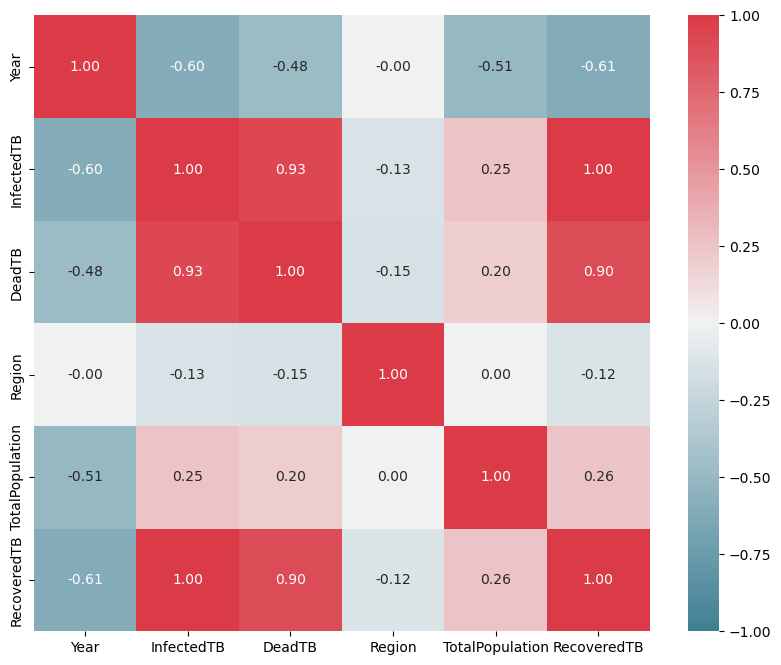 Year 1.00 -0.60 -0.48 -0.00 -0.51 -0.61
InfectedTB -0.60 1.00 0.93 -0.13 0.25 1.00
DeadTB -0.48 0.93 1.00 -0.15 0.20 0.90
Region -0.00 -0.13 -0.15 1.00 0.00 -0.12
TotalPopulation -0.51 0.25 0.20 0.00 1.00 0.26
RecoveredTB -0.61 1.00 0.90 -0.12 0.26 1.00
Year InfectedTB DeadTB Region TotalPopulation RecoveredTB
1.00
0.75
0.50
0.25
0.00
−0.25
−0.50
−0.75
−1.00